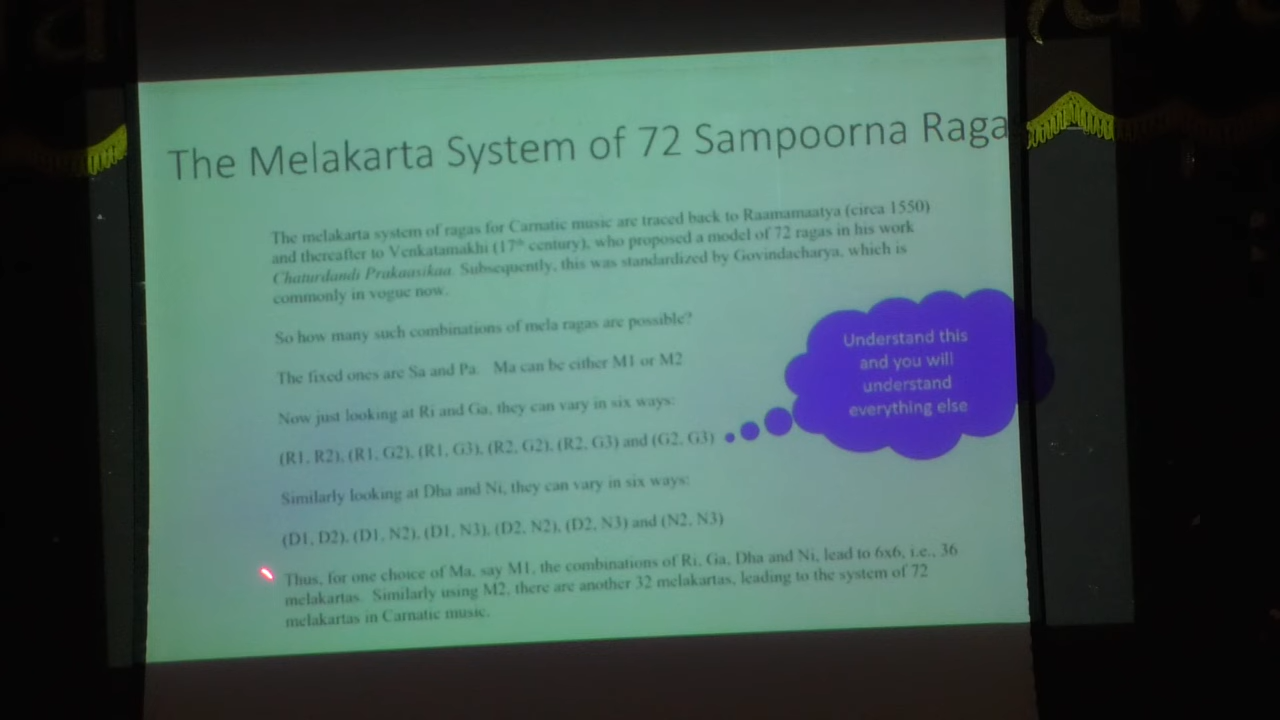 The Melakarta System of 72 Sampoorna Raga
The melakarta system of ragas for Carnatic music are traced back to Raamamaatya (circa 1550)
and thereafter to Venkatamakhi (17th century), who proposed a model of 72 ragas in his work
Chaturdandi Prakaasikaa. Subsequently, this was standardized by Govindacharya, which is
commonly in vogue now.
So how many such combinations of mela ragas are possible?
The fixed ones are Sa and Pa. Ma can be either M1 or M2
Now just looking at Ri and Ga, they can vary in six ways:
(R1, R2), (R1, G2), (R1, G3), (R2, G2), (R2, G3) and (G2, G3)
Similarly looking at Dha and Ni, they can vary in six ways:
(D1, D2), (D1, N2), (D1, N3), (D2, N2), (D2, N3) and (N2, N3)
Thus, for one choice of Ma, say M1, the combinations of Ri, Ga, Dha and Ni, lead to 6x6, i.e., 36
melakartas. Similarly using M2, there are another 32 melakartas, leading to the system of 72
melakartas in Carnatic music.
Understand this
and you will
understand
everything else